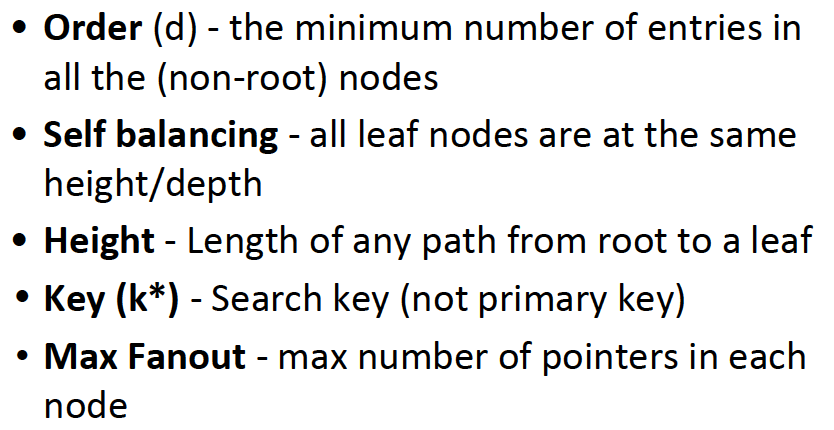 • Order (d) - the minimum number of entries in
all the (non-root) nodes
• Self balancing - all leaf nodes are at the same
height/depth
• Height - Length of any path from root to a leaf
• Key (k*) - Search key (not primary key)
• Max Fanout - max number of pointers in each
node